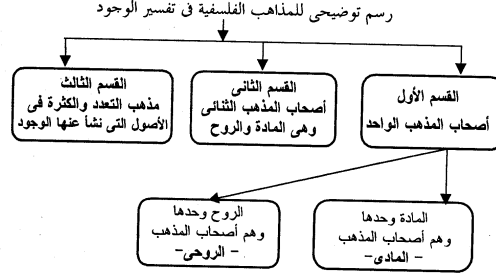 رسم توضيحى للمذاهب الفلسفية فى تفسير الوجود
القسم الأول
أصحاب المذهب الواحد
القسم الثانى
أصحاب المذهب الثنائى
وهى المادة والروح
القسم الثالث
مذهب التعدد والكثرة فى
الأصول التى نشأ عنها الوجود
المادة وحدها
وهم أصحاب المذهب
- المادى-
الروح وحدها
وهم أصحاب المذهب
- الروحى-